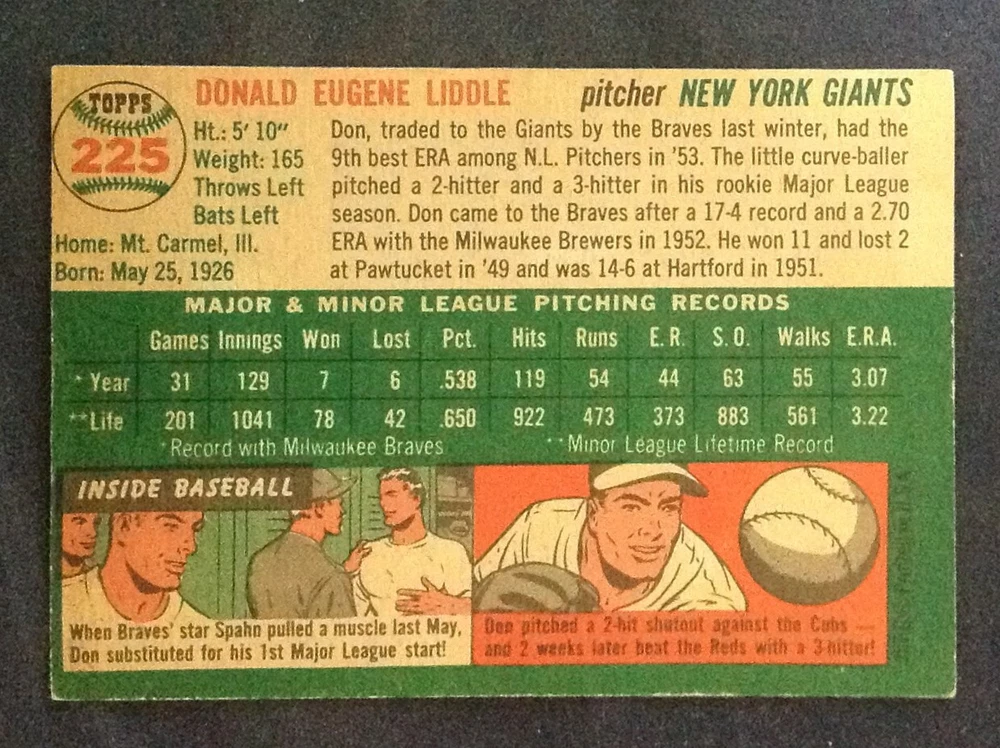 TOPPS
225
DONALD EUGENE LIDDLE
pitcher NEW YORK GIANTS
Ht.: 5' 10"
Weight: 165
Throws Left
Bats Left
Home: Mt. Carmel, Ill.
Born: May 25, 1926
Don, traded to the Giants by the Braves last winter, had the
9th best ERA among N.L. Pitchers in '53. The little curve-baller
pitched a 2-hitter and a 3-hitter in his rookie Major League
season. Don came to the Braves after a 17-4 record and a 2.70
ERA with the Milwaukee Brewers in 1952. He won 11 and lost 2
at Pawtucket in '49 and was 14-6 at Hartford in 1951.
MAJOR & MINOR LEAGUE PITCHING RECORDS
Games Innings Won Lost Pct. Hits Runs E. R. S. O. Walks E.R.A.
* Year 31 129 7 6 .538 119 54 44 63 55 3.07
**Life 201 1041 78 42 .650 922 473 373 883 561 3.22
*Record with Milwaukee Braves **Minor League Lifetime Record
INSIDE BASEBALL
When Braves' star Spahn pulled a muscle last May,
Don substituted for his 1st Major League start!
Don pitched a 2-hit shutout against the Cubs —
and 2 weeks later beat the Reds with a 3-hitter!